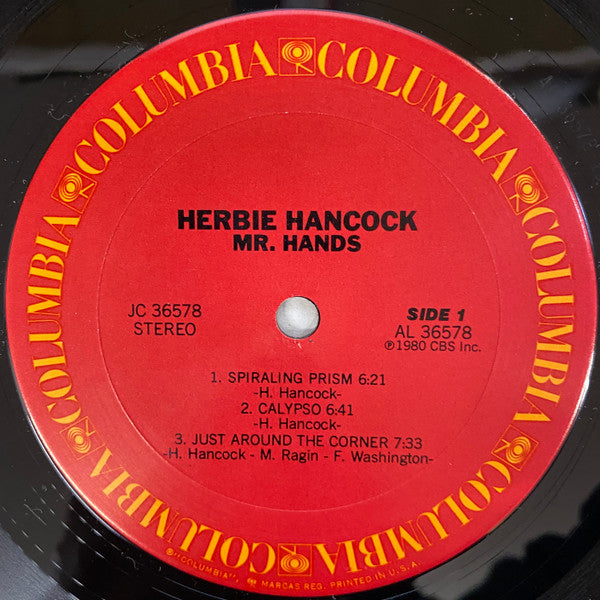 COLUMBIA COLUMBIA COLUMBIA COLUMBIA COLUMBIA COLUMBIA
HERBIE HANCOCK
MR. HANDS
JC 36578
STEREO
SIDE 1
AL 36578
℗1980 CBS Inc.
1. SPIRALING PRISM 6:21
-H. Hancock-
2. CALYPSO 6:41
-H. Hancock-
3. JUST AROUND THE CORNER 7:33
-H. Hancock - M. Ragin - F. Washington-
"COLUMBIA", MARCAS REG. PRINTED IN U.S.A.